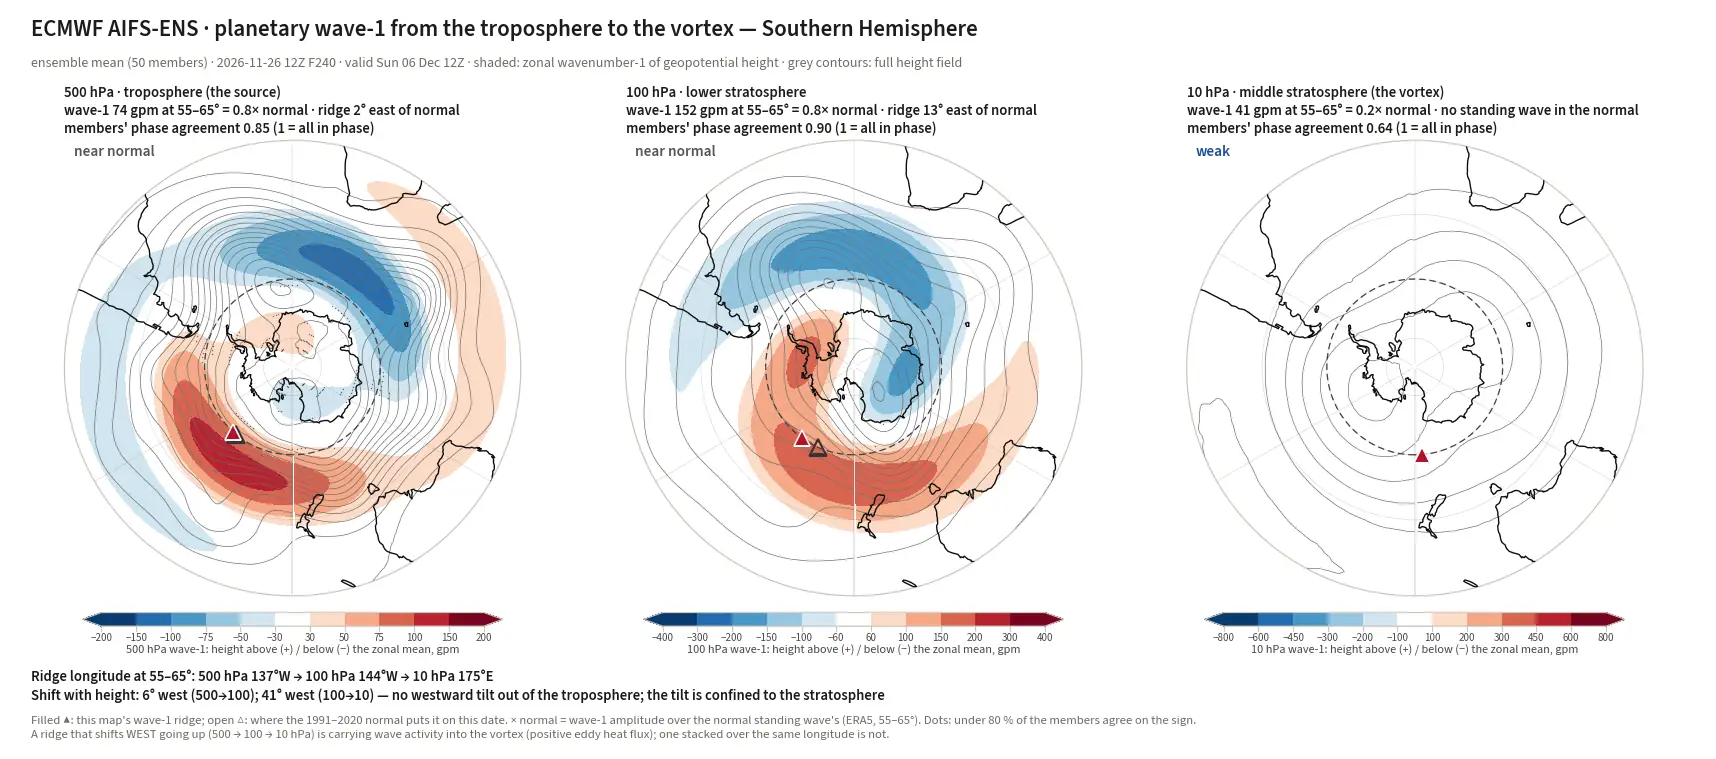 ECMWF AIFS-ENS · planetary wave-1 from the troposphere to the vortex — Southern Hemisphere
ensemble mean (50 members) · 2026-11-26 12Z F240 · valid Sun 06 Dec 12Z · shaded: zonal wavenumber-1 of geopotential height · grey contours: full height field
500 hPa · troposphere (the source)
wave-1 74 gpm at 55–65° = 0.8× normal · ridge 2° east of normal
members' phase agreement 0.85 (1 = all in phase)
near normal
100 hPa · lower stratosphere
wave-1 152 gpm at 55–65° = 0.8× normal · ridge 13° east of normal
members' phase agreement 0.90 (1 = all in phase)
near normal
10 hPa · middle stratosphere (the vortex)
wave-1 41 gpm at 55–65° = 0.2× normal · no standing wave in the normal
members' phase agreement 0.64 (1 = all in phase)
weak
−200 −150 −100 −75 −50 −30 30 50 75 100 150 200
500 hPa wave-1: height above (+) / below (−) the zonal mean, gpm
−400 −300 −200 −150 −100 −60 60 100 150 200 300 400
100 hPa wave-1: height above (+) / below (−) the zonal mean, gpm
−800 −600 −450 −300 −200 −100 100 200 300 450 600 800
10 hPa wave-1: height above (+) / below (−) the zonal mean, gpm
Ridge longitude at 55–65°: 500 hPa 137°W → 100 hPa 144°W → 10 hPa 175°E
Shift with height: 6° west (500→100); 41° west (100→10) — no westward tilt out of the troposphere; the tilt is confined to the stratosphere
Filled ▲: this map's wave-1 ridge; open △: where the 1991–2020 normal puts it on this date. × normal = wave-1 amplitude over the normal standing wave's (ERA5, 55–65°). Dots: under 80 % of the members agree on the sign.
A ridge that shifts WEST going up (500 → 100 → 10 hPa) is carrying wave activity into the vortex (positive eddy heat flux); one stacked over the same longitude is not.